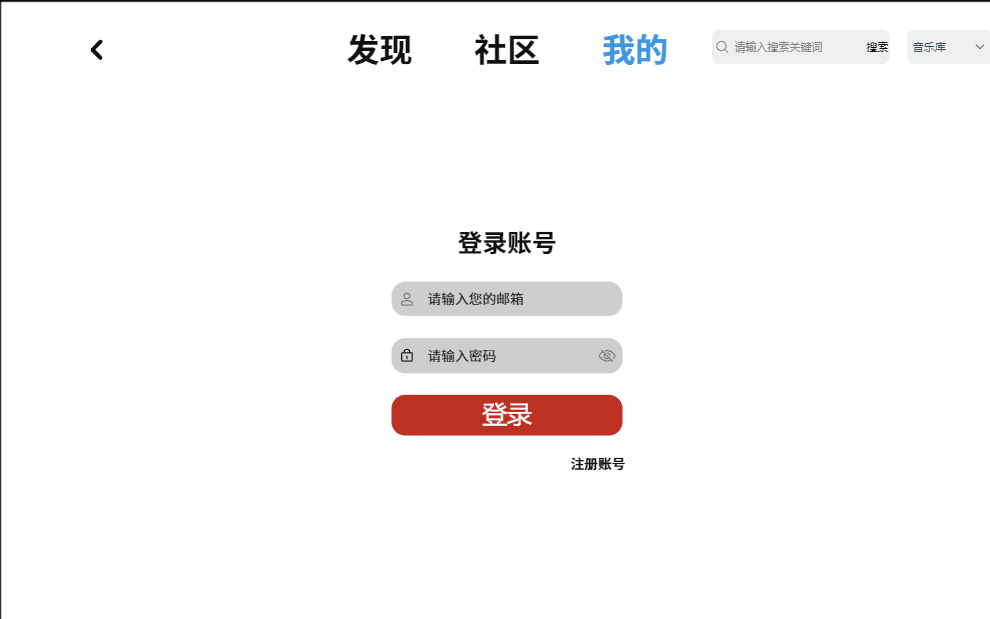 发现 社区 我的 请输入搜索关键词 搜索 音乐库
登录账号
请输入您的邮箱
请输入密码
登录
注册账号